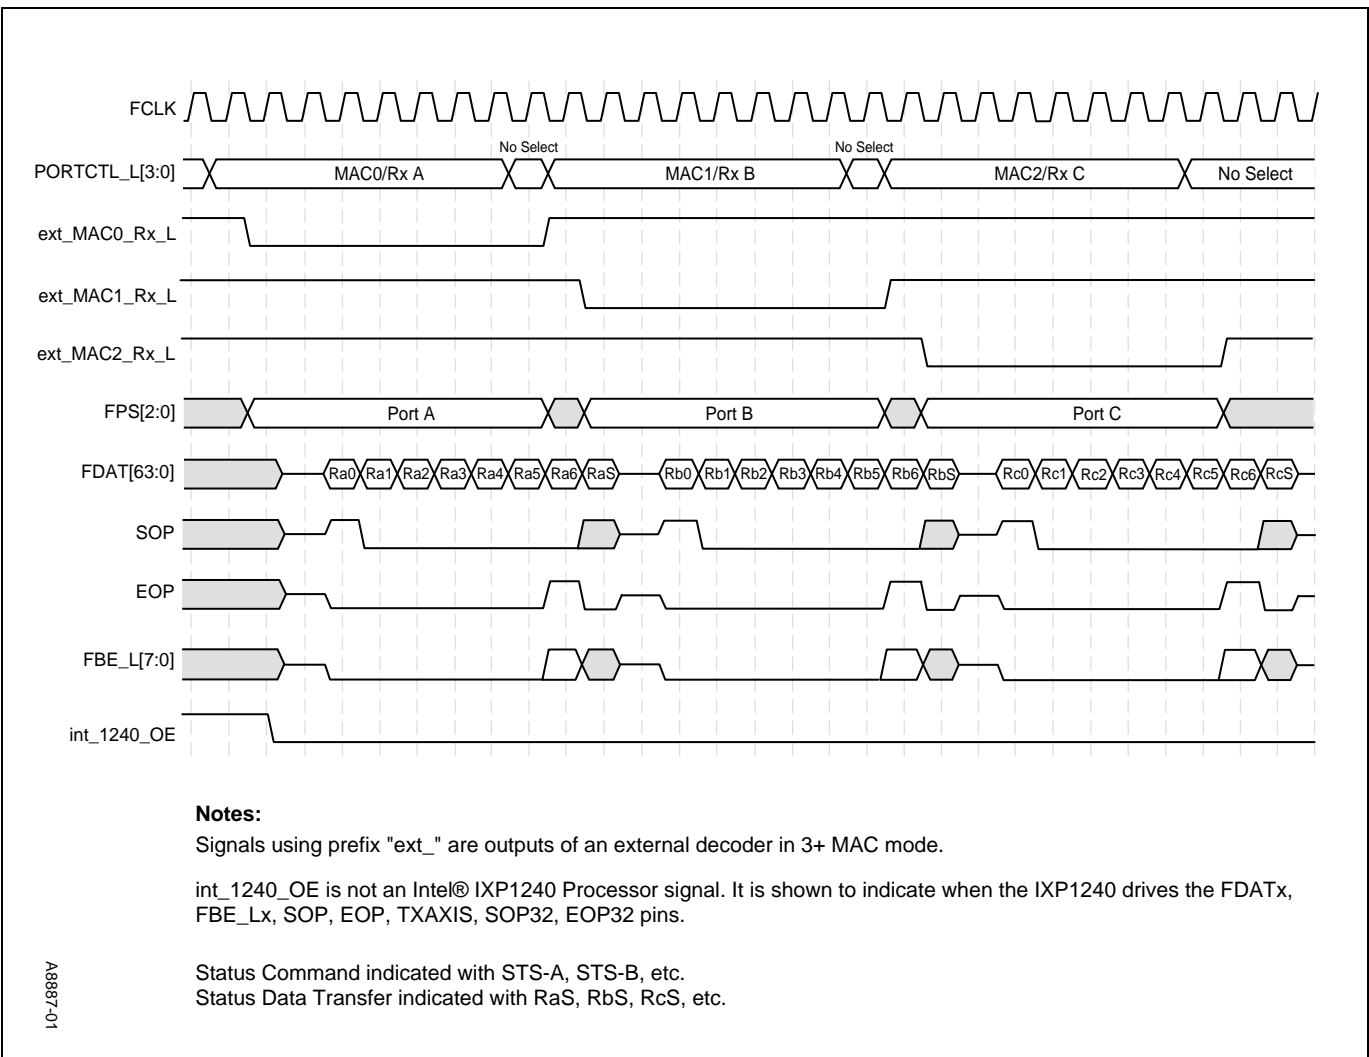 FCLK
No Select
No Select
PORTCTL_L[3:0]
MAC0/Rx A
MAC1/Rx B
MAC2/Rx C
No Select
ext_MAC0_Rx_L
ext_MAC1_Rx_L
ext_MAC2_Rx_L
FPS[2:0]
Port A
Port B
Port C
FDAT[63:0]
Ra0 Ra1 Ra2 Ra3 Ra4 Ra5 Ra6 RaS
Rb0 Rb1 Rb2 Rb3 Rb4 Rb5 Rb6 RbS
Rc0 Rc1 Rc2 Rc3 Rc4 Rc5 Rc6 RcS
SOP
EOP
FBE_L[7:0]
int_1240_OE
Notes:
Signals using prefix "ext_" are outputs of an external decoder in 3+ MAC mode.
int_1240_OE is not an Intel® IXP1240 Processor signal. It is shown to indicate when the IXP1240 drives the FDATx,
FBE_Lx, SOP, EOP, TXAXIS, SOP32, EOP32 pins.
Status Command indicated with STS-A, STS-B, etc.
Status Data Transfer indicated with RaS, RbS, RcS, etc.
A8887-01